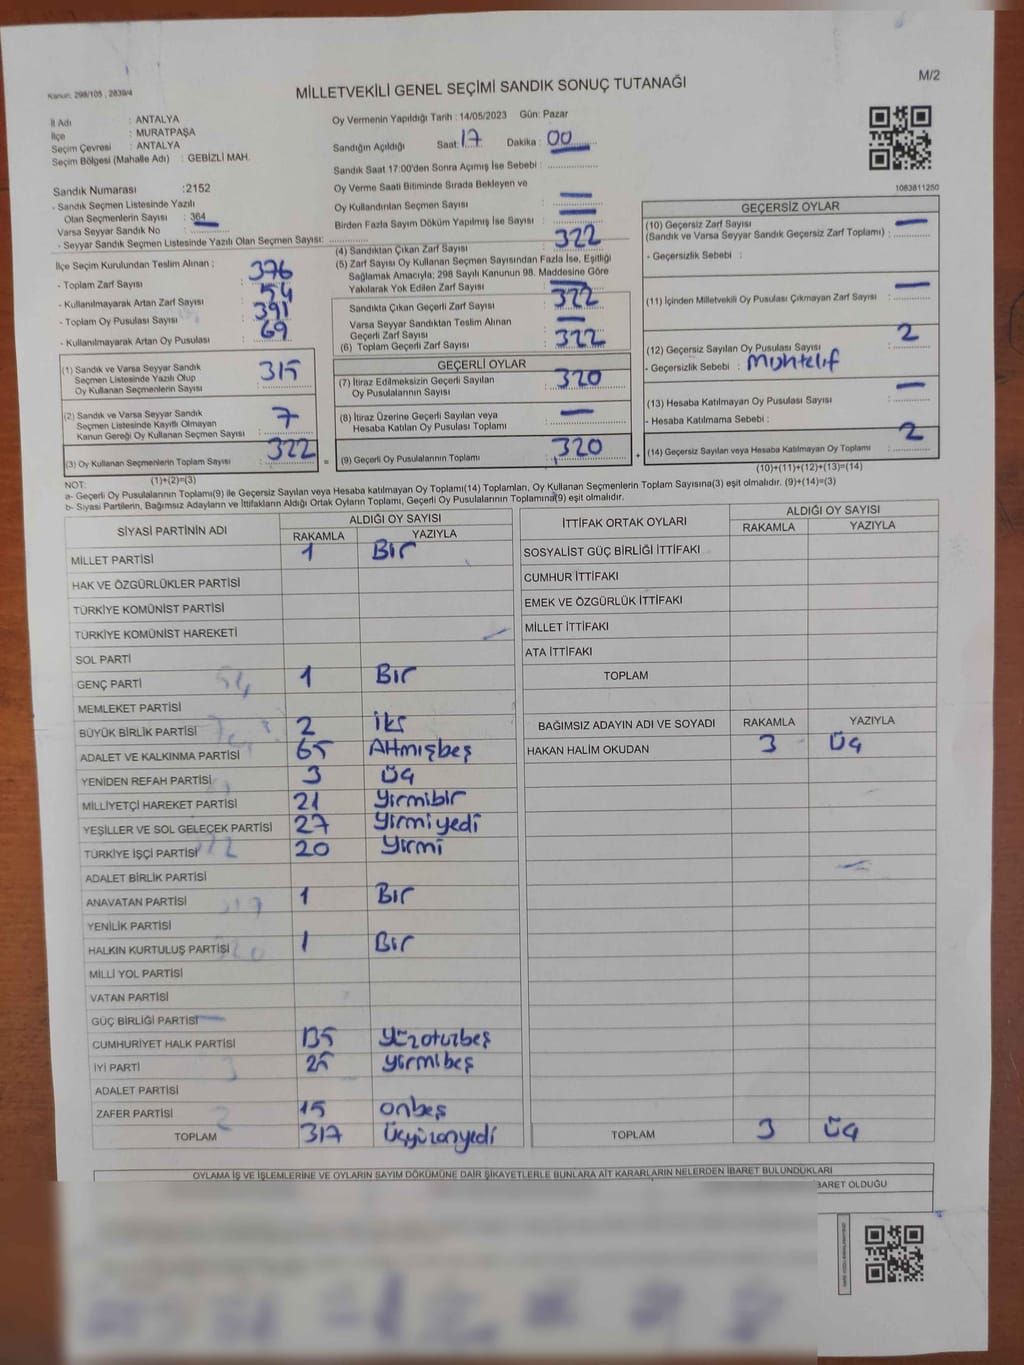 M/2
Kanun: 298/105 , 2839/4
MİLLETVEKİLİ GENEL SEÇİMİ SANDIK SONUÇ TUTANAĞI
İl Adı : ANTALYA
İlçe : MURATPAŞA
Seçim Çevresi : ANTALYA
Seçim Bölgesi (Mahalle Adı) : GEBİZLİ MAH.
Oy Vermenin Yapıldığı Tarih : 14/05/2023 Gün: Pazar
Sandığın Açıldığı Saat: 17 Dakika : 00
Sandık Saat 17:00'den Sonra Açımış İse Sebebi :
Oy Verme Saati Bitiminde Sırada Bekleyen ve
Oy Kullandırılan Seçmen Sayısı : —
Birden Fazla Sayım Döküm Yapılmış İse Sayısı : —
1083811250
Sandık Numarası :2152
- Sandık Seçmen Listesinde Yazılı
Olan Seçmenlerin Sayısı : 364
Varsa Seyyar Sandık No : —
- Seyyar Sandık Seçmen Listesinde Yazılı Olan Seçmen Sayısı:
İlçe Seçim Kurulundan Teslim Alınan ;
- Toplam Zarf Sayısı : 376
- Kullanılmayarak Artan Zarf Sayısı : 54
- Toplam Oy Pusulası Sayısı : 391
- Kullanılmayarak Artan Oy Pusulası : 69
(4) Sandıktan Çıkan Zarf Sayısı : 322
(5) Zarf Sayısı Oy Kullanan Seçmen Sayısından Fazla İse, Eşitliği
Sağlamak Amacıyla; 298 Sayılı Kanunun 98. Maddesine Göre
Yakılarak Yok Edilen Zarf Sayısı : —
Sandıkta Çıkan Geçerli Zarf Sayısı : 322
Varsa Seyyar Sandıktan Teslim Alınan
Geçerli Zarf Sayısı : —
(6) Toplam Geçerli Zarf Sayısı : 322
GEÇERSİZ OYLAR
(10) Geçersiz Zarf Sayısı
(Sandık ve Varsa Seyyar Sandık Geçersiz Zarf Toplamı) : —
- Geçersizlik Sebebi :
(11) İçinden Milletvekili Oy Pusulası Çıkmayan Zarf Sayısı : —
(12) Geçersiz Sayılan Oy Pusulası Sayısı : 2
- Geçersizlik Sebebi : Muhtelif
(13) Hesaba Katılmayan Oy Pusulası Sayısı : —
- Hesaba Katılmama Sebebi :
(14) Geçersiz Sayılan veya Hesaba Katılmayan Oy Toplamı : 2
(10)+(11)+(12)+(13)=(14)
(1) Sandık ve Varsa Seyyar Sandık
Seçmen Listesinde Yazılı Olup
Oy Kullanan Seçmenlerin Sayısı : 315
(2) Sandık ve Varsa Seyyar Sandık
Seçmen Listesinde Kayıtlı Olmayan
Kanun Gereği Oy Kullanan Seçmen Sayısı : 7
(3) Oy Kullanan Seçmenlerin Toplam Sayısı : 322
(1)+(2)=(3)
GEÇERLİ OYLAR
(7) İtiraz Edilmeksizin Geçerli Sayılan
Oy Pusulalarının Sayısı : 320
(8) İtiraz Üzerine Geçerli Sayılan veya
Hesaba Katılan Oy Pusulası Toplamı : —
= (9) Geçerli Oy Pusulalarının Toplamı : 320 +
NOT:
a- Geçerli Oy Pusulalarının Toplamı(9) ile Geçersiz Sayılan veya Hesaba katılmayan Oy Toplamı(14) Toplamları, Oy Kullanan Seçmenlerin Toplam Sayısına(3) eşit olmalıdır. (9)+(14)=(3)
b- Siyasi Partilerin, Bağımsız Adayların ve İttifakların Aldığı Ortak Oyların Toplamı, Geçerli Oy Pusulalarının Toplamına(9) eşit olmalıdır.
SİYASİ PARTİNİN ADI ALDIĞI OY SAYISI
RAKAMLA YAZIYLA
MİLLET PARTİSİ 1 Bir
HAK VE ÖZGÜRLÜKLER PARTİSİ
TÜRKİYE KOMÜNİST PARTİSİ
TÜRKİYE KOMÜNİST HAREKETİ
SOL PARTİ
GENÇ PARTİ 1 Bir
MEMLEKET PARTİSİ
BÜYÜK BİRLİK PARTİSİ 2 iki
ADALET VE KALKINMA PARTİSİ 65 Altmışbeş
YENİDEN REFAH PARTİSİ 3 Üç
MİLLİYETÇİ HAREKET PARTİSİ 21 Yirmibir
YEŞİLLER VE SOL GELECEK PARTİSİ 27 Yirmiyedi
TÜRKİYE İŞÇİ PARTİSİ 20 Yirmi
ADALET BİRLİK PARTİSİ
ANAVATAN PARTİSİ 1 Bir
YENİLİK PARTİSİ
HALKIN KURTULUŞ PARTİSİ 1 Bir
MİLLİ YOL PARTİSİ
VATAN PARTİSİ
GÜÇ BİRLİĞİ PARTİSİ
CUMHURİYET HALK PARTİSİ 135 Yüzotuzbeş
İYİ PARTİ 25 yirmibeş
ADALET PARTİSİ
ZAFER PARTİSİ 15 onbeş
TOPLAM 317 Üçyüzonyedi
İTTİFAK ORTAK OYLARI ALDIĞI OY SAYISI
RAKAMLA YAZIYLA
SOSYALİST GÜÇ BİRLİĞİ İTTİFAKI
CUMHUR İTTİFAKI
EMEK VE ÖZGÜRLÜK İTTİFAKI
MİLLET İTTİFAKI
ATA İTTİFAKI
TOPLAM
BAĞIMSIZ ADAYIN ADI VE SOYADI RAKAMLA YAZIYLA
HAKAN HALİM OKUDAN 3 Üç
TOPLAM 3 Üç
OYLAMA İŞ VE İŞLEMLERİNE VE OYLARIN SAYIM DÖKÜMÜNE DAİR ŞİKAYETLERLE BUNLARA AİT KARARLARIN NELERDEN İBARET BULUNDUKLARI
BARET OLDUĞU